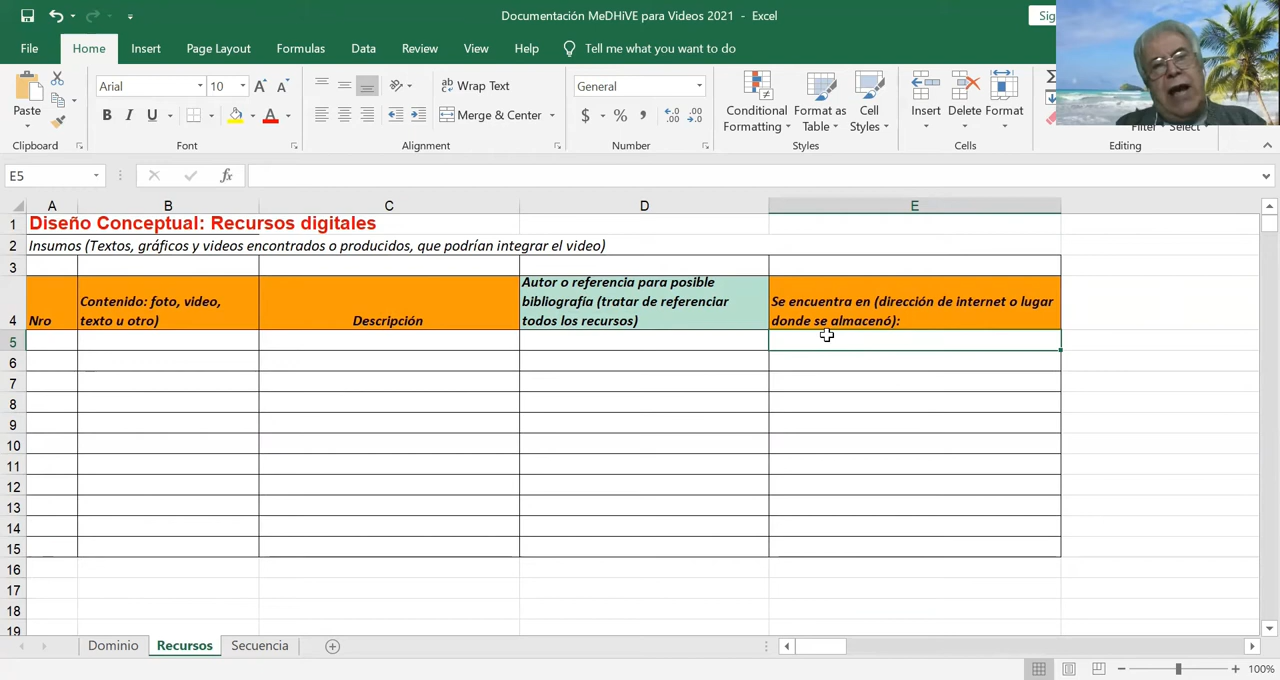 Documentación MeDHiVE para Videos 2021 - Excel
Sig
File Home Insert Page Layout Formulas Data Review View Help Tell me what you want to do
Paste
Arial 10
B I U A
ab Wrap Text
Merge & Center
General
$ % 9 .00
Conditional Formatting
Format as Table
Cell Styles
Insert Delete Format
Filter Select
Clipboard Font Alignment Number Styles Cells Editing
E5 fx
A B C D E
1 Diseño Conceptual: Recursos digitales
2 Insumos (Textos, gráficos y videos encontrados o producidos, que podrían integrar el video)
3
4 Nro
Contenido: foto, video,
texto u otro)
Descripción
Autor o referencia para posible
bibliografía (tratar de referenciar
todos los recursos)
Se encuentra en (dirección de internet o lugar
donde se almacenó):
5
6
7
8
9
10
11
12
13
14
15
16
17
18
19
Dominio Recursos Secuencia
100%